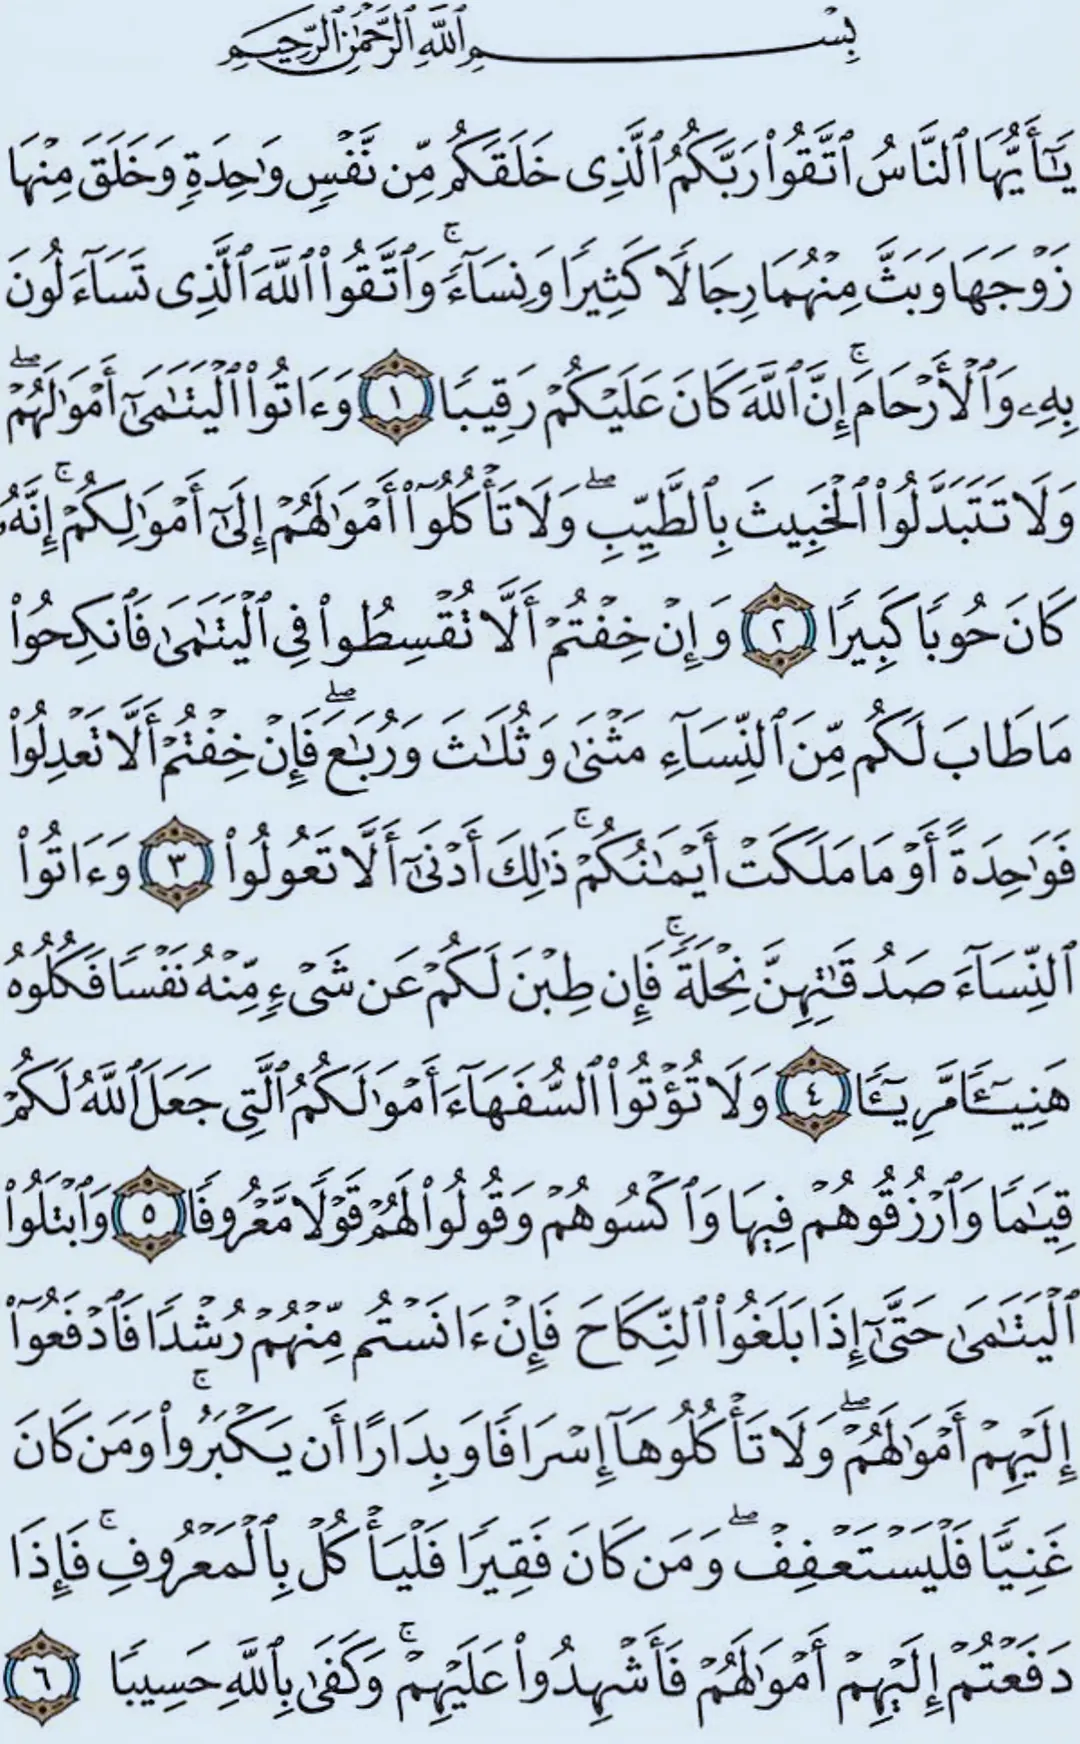 بِسْمِ ٱللَّهِ ٱلرَّحْمَٰنِ ٱلرَّحِيمِ
يَٰٓأَيُّهَا ٱلنَّاسُ ٱتَّقُوا۟ رَبَّكُمُ ٱلَّذِى خَلَقَكُم مِّن نَّفْسٍ وَٰحِدَةٍ وَخَلَقَ مِنْهَا
زَوْجَهَا وَبَثَّ مِنْهُمَا رِجَالًا كَثِيرًا وَنِسَآءً ۚ وَٱتَّقُوا۟ ٱللَّهَ ٱلَّذِى تَسَآءَلُونَ
بِهِۦ وَٱلْأَرْحَامَ ۚ إِنَّ ٱللَّهَ كَانَ عَلَيْكُمْ رَقِيبًا ١ وَءَاتُوا۟ ٱلْيَتَٰمَىٰٓ أَمْوَٰلَهُمْ ۖ
وَلَا تَتَبَدَّلُوا۟ ٱلْخَبِيثَ بِٱلطَّيِّبِ ۖ وَلَا تَأْكُلُوٓا۟ أَمْوَٰلَهُمْ إِلَىٰٓ أَمْوَٰلِكُمْ ۚ إِنَّهُۥ
كَانَ حُوبًا كَبِيرًا ٢ وَإِنْ خِفْتُمْ أَلَّا تُقْسِطُوا۟ فِى ٱلْيَتَٰمَىٰ فَٱنكِحُوا۟
مَا طَابَ لَكُم مِّنَ ٱلنِّسَآءِ مَثْنَىٰ وَثُلَٰثَ وَرُبَٰعَ ۖ فَإِنْ خِفْتُمْ أَلَّا تَعْدِلُوا۟
فَوَٰحِدَةً أَوْ مَا مَلَكَتْ أَيْمَٰنُكُمْ ۚ ذَٰلِكَ أَدْنَىٰٓ أَلَّا تَعُولُوا۟ ٣ وَءَاتُوا۟
ٱلنِّسَآءَ صَدُقَٰتِهِنَّ نِحْلَةً ۚ فَإِن طِبْنَ لَكُمْ عَن شَىْءٍ مِّنْهُ نَفْسًا فَكُلُوهُ
هَنِيٓـًٔا مَّرِيٓـًٔا ٤ وَلَا تُؤْتُوا۟ ٱلسُّفَهَآءَ أَمْوَٰلَكُمُ ٱلَّتِى جَعَلَ ٱللَّهُ لَكُمْ
قِيَٰمًا وَٱرْزُقُوهُمْ فِيهَا وَٱكْسُوهُمْ وَقُولُوا۟ لَهُمْ قَوْلًا مَّعْرُوفًا ٥ وَٱبْتَلُوا۟
ٱلْيَتَٰمَىٰ حَتَّىٰٓ إِذَا بَلَغُوا۟ ٱلنِّكَاحَ فَإِنْ ءَانَسْتُم مِّنْهُمْ رُشْدًا فَٱدْفَعُوٓا۟
إِلَيْهِمْ أَمْوَٰلَهُمْ ۖ وَلَا تَأْكُلُوهَآ إِسْرَافًا وَبِدَارًا أَن يَكْبَرُوا۟ ۚ وَمَن كَانَ
غَنِيًّا فَلْيَسْتَعْفِفْ ۖ وَمَن كَانَ فَقِيرًا فَلْيَأْكُلْ بِٱلْمَعْرُوفِ ۚ فَإِذَا
دَفَعْتُمْ إِلَيْهِمْ أَمْوَٰلَهُمْ فَأَشْهِدُوا۟ عَلَيْهِمْ ۚ وَكَفَىٰ بِٱللَّهِ حَسِيبًا ٦